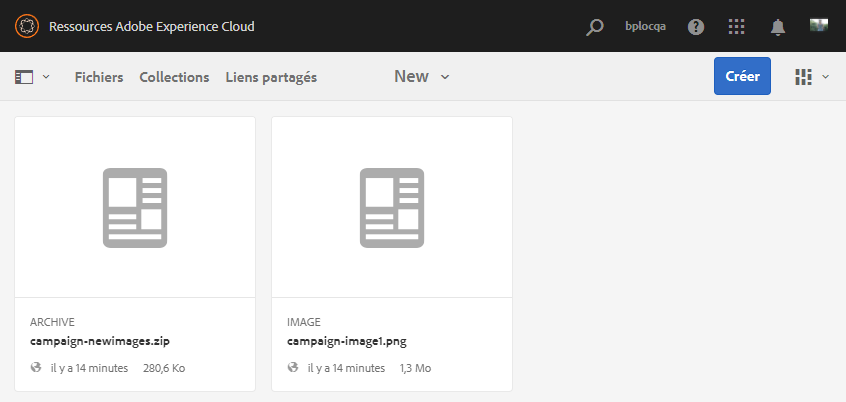 Ressources Adobe Experience Cloud
bplocqa
Fichiers Collections Liens partagés New Créer
ARCHIVE
campaign-newimages.zip
il y a 14 minutes 280,6 Ko
IMAGE
campaign-image1.png
il y a 14 minutes 1,3 Mo